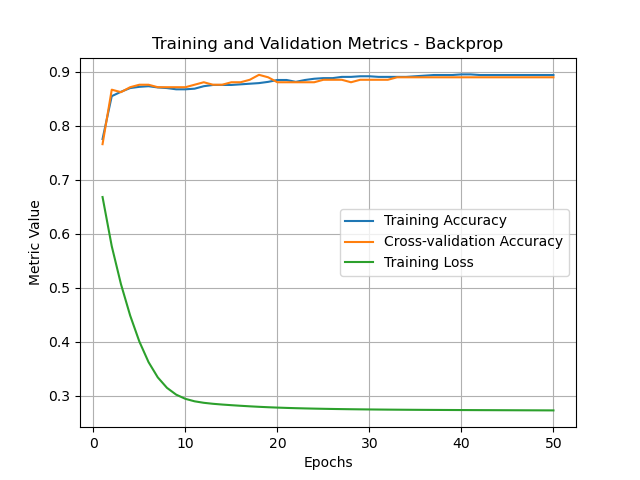 Training and Validation Metrics - Backprop
0.9
0.8
0.7
0.6
0.5
0.4
0.3
Metric Value
Training Accuracy
Cross-validation Accuracy
Training Loss
0 10 20 30 40 50
Epochs